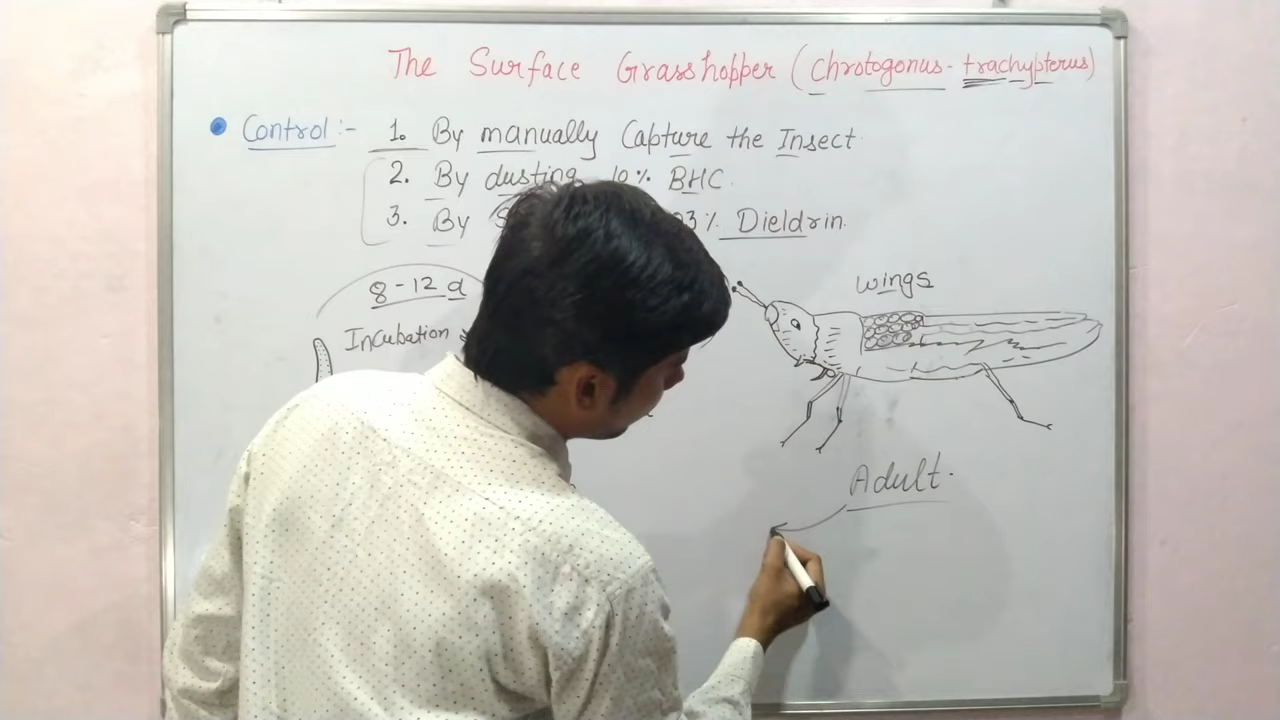 The Surface Grasshopper (chrotogonus-trachypterus)
Control:- 1. By manually Capture the Insect
2. By dusting 10% BHC.
3. By 03% Dieldrin.
8-12 d
Incubation
wings
Adult.